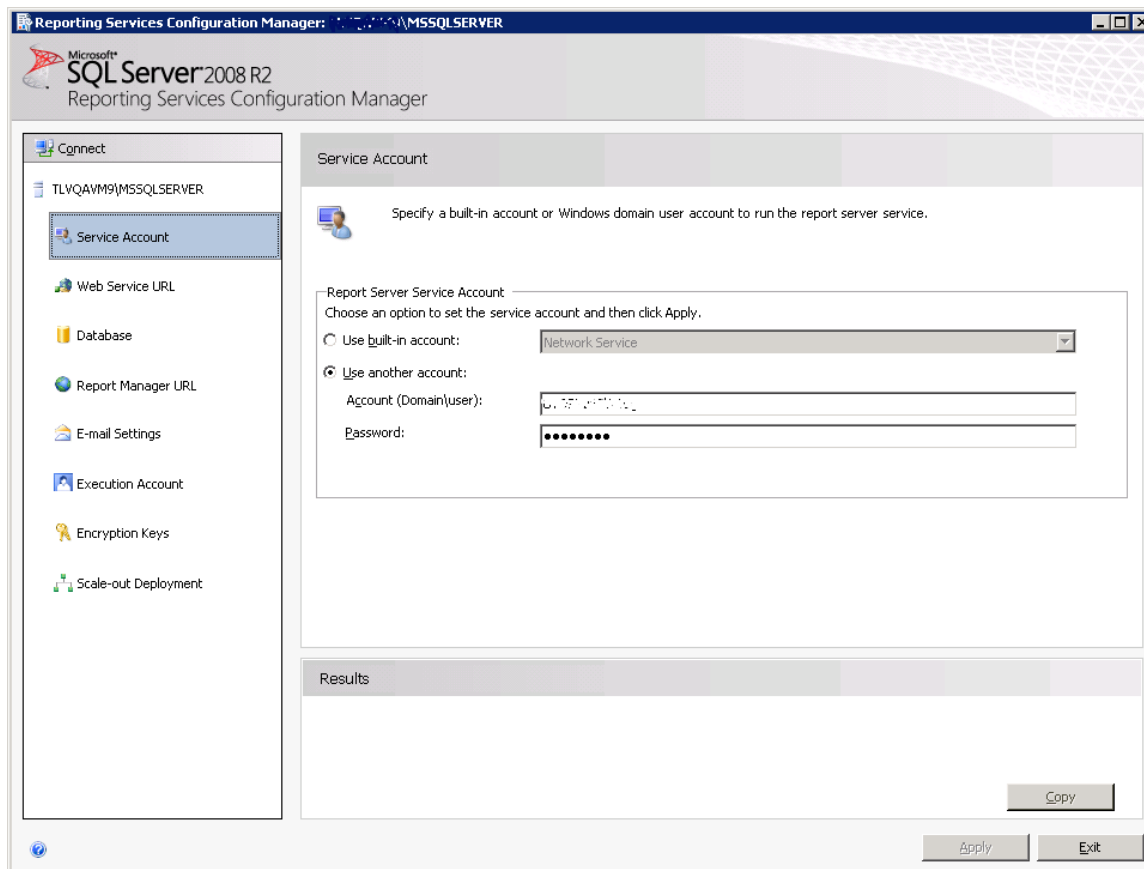 Reporting Services Configuration Manager: \MSSQLSERVER
Microsoft®
SQL Server® 2008 R2
Reporting Services Configuration Manager
Connect
TLVQAVM9\MSSQLSERVER
Service Account
Web Service URL
Database
Report Manager URL
E-mail Settings
Execution Account
Encryption Keys
Scale-out Deployment
Service Account
Specify a built-in account or Windows domain user account to run the report server service.
Report Server Service Account
Choose an option to set the service account and then click Apply.
Use built-in account: Network Service
Use another account:
Account (Domain\user):
Password: ●●●●●●●●
Results
Copy
Apply Exit